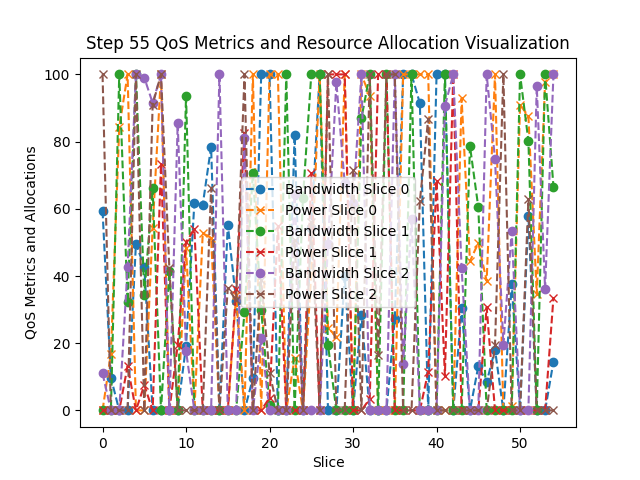 Step 55 QoS Metrics and Resource Allocation Visualization
QoS Metrics and Allocations
100
80
60
40
20
0
Bandwidth Slice 0
Power Slice 0
Bandwidth Slice 1
Power Slice 1
Bandwidth Slice 2
Power Slice 2
0 10 20 30 40 50
Slice